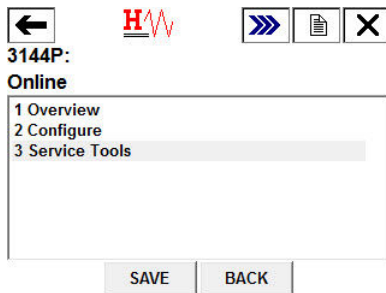 H
3144P:
Online
1 Overview
2 Configure
3 Service Tools
SAVE BACK